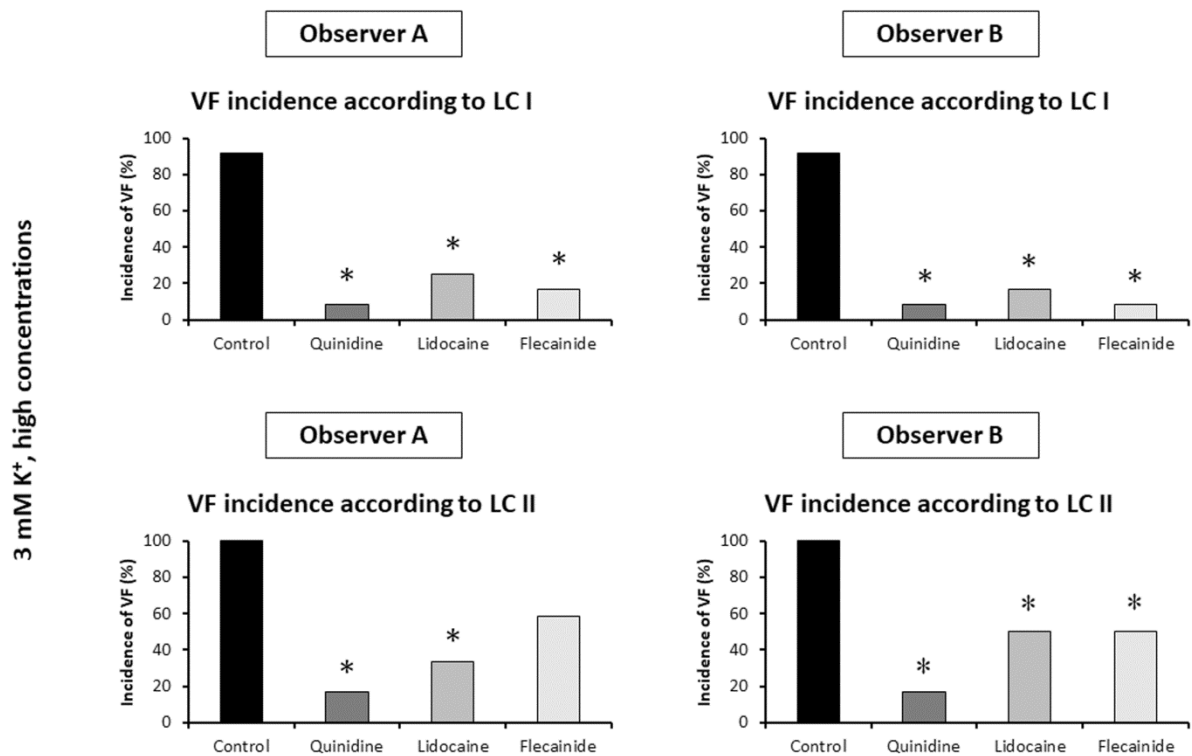 3 mM K⁺, high concentrations
Observer A
VF incidence according to LC I
Incidence of VF (%)
100
80
60
40
20
0
*
*
*
Control Quinidine Lidocaine Flecainide
Observer B
VF incidence according to LC I
Incidence of VF (%)
100
80
60
40
20
0
*
*
*
Control Quinidine Lidocaine Flecainide
Observer A
VF incidence according to LC II
Incidence of VF (%)
100
80
60
40
20
0
*
*
Control Quinidine Lidocaine Flecainide
Observer B
VF incidence according to LC II
Incidence of VF (%)
100
80
60
40
20
0
*
*
*
Control Quinidine Lidocaine Flecainide